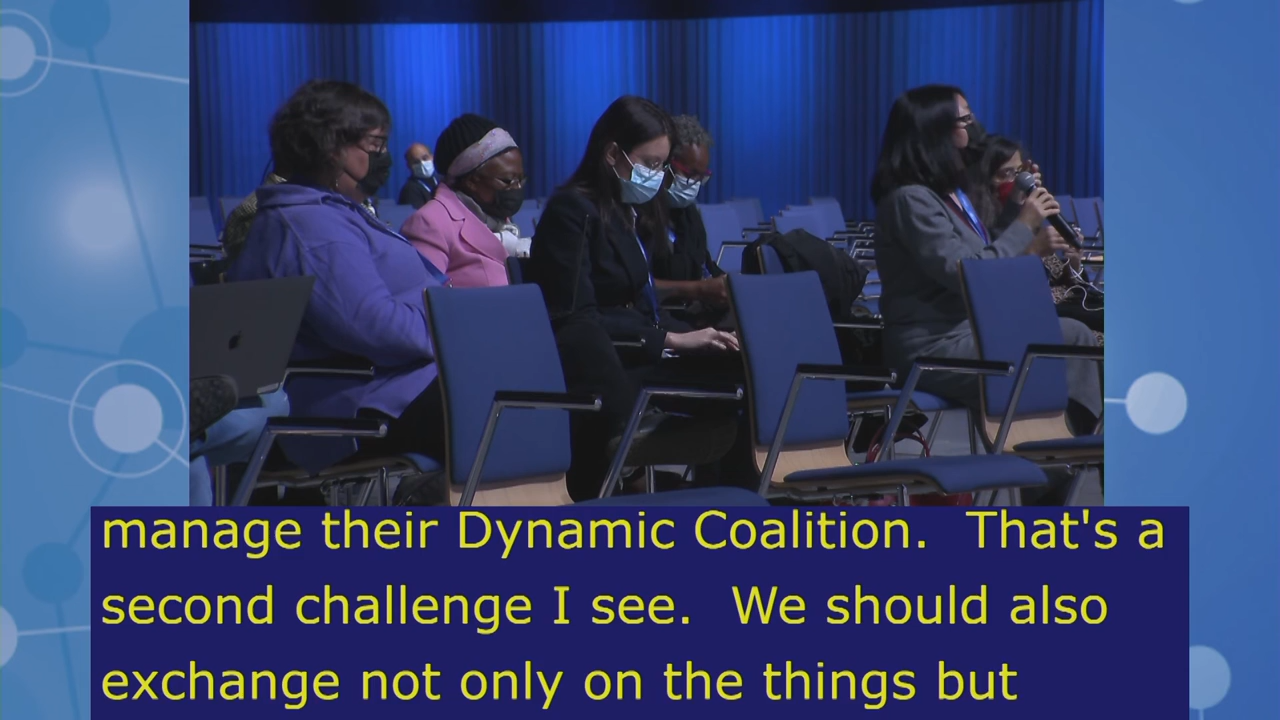 manage their Dynamic Coalition.  That's a
second challenge I see.  We should also
exchange not only on the things but